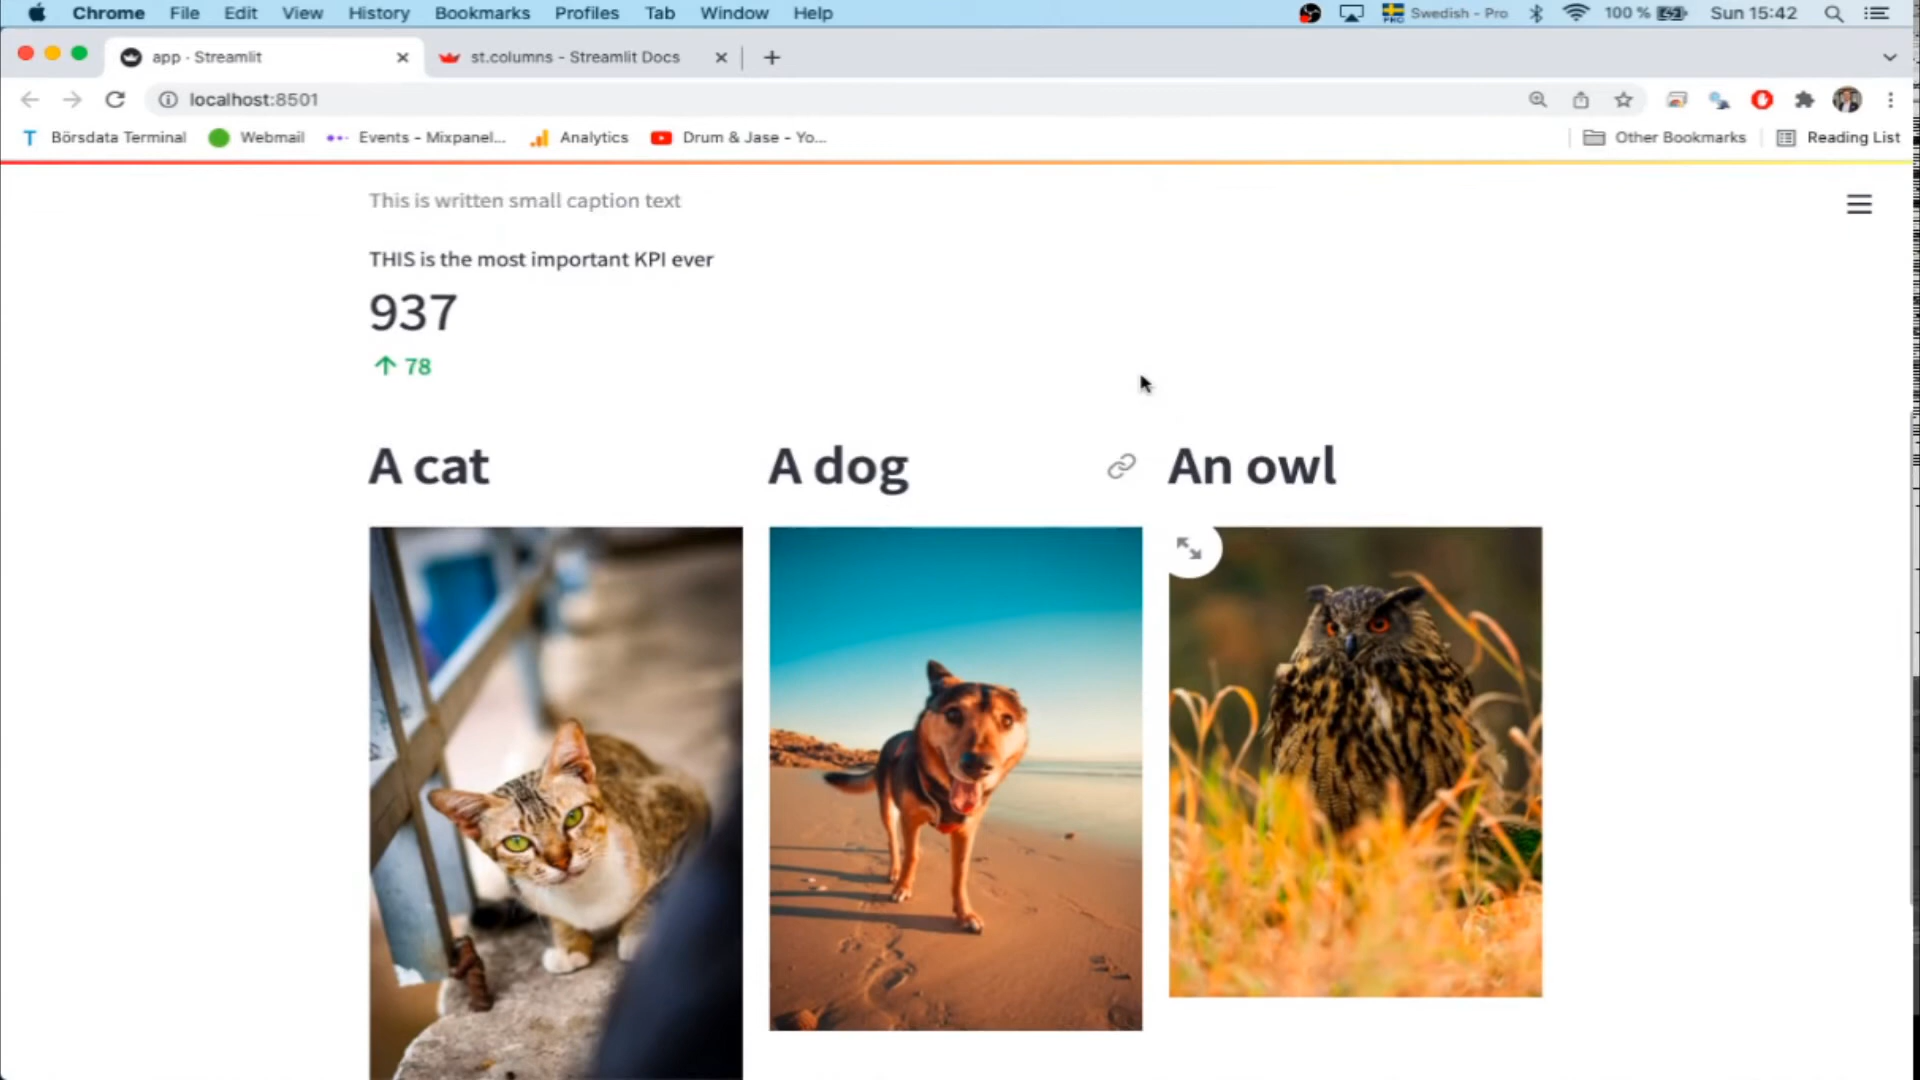 Chrome File Edit View History Bookmarks Profiles Tab Window Help PRO Swedish - Pro 100 % Sun 15:42
app · Streamlit st.columns - Streamlit Docs
localhost:8501
T Börsdata Terminal Webmail Events - Mixpanel... Analytics Drum & Jase - Yo... Other Bookmarks Reading List
This is written small caption text
THIS is the most important KPI ever
937
78
A cat A dog An owl